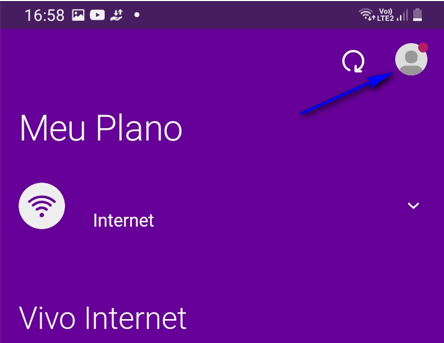 16:58 Vo)) LTE2
Meu Plano
Internet
Vivo Internet